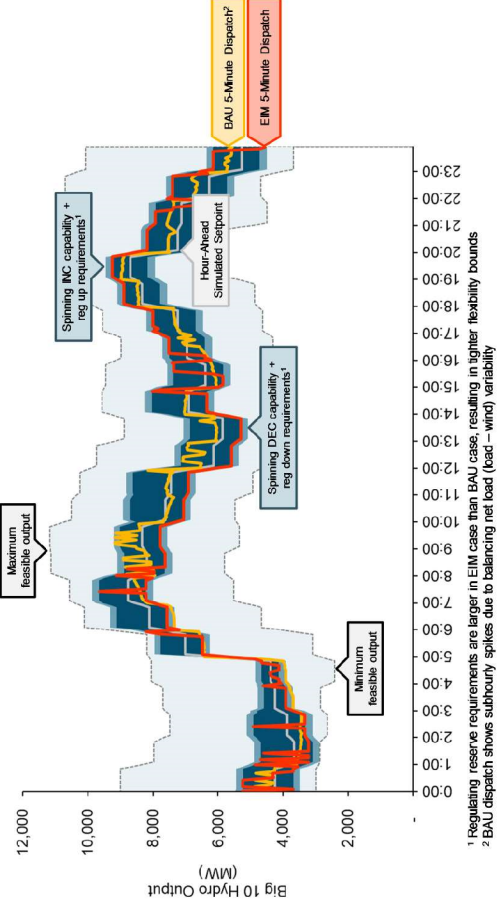 Big 10 Hydro Output
(MW)
12,000
10,000
8,000
6,000
4,000
2,000
-
Maximum
feasible output
Spinning INC capability +
reg up requirements¹
BAU 5-Minute Dispatch²
EIM 5-Minute Dispatch
Hour-Ahead
Simulated Setpoint
Spinning DEC capability +
reg down requirements¹
Minimum
feasible output
0:00 1:00 2:00 3:00 4:00 5:00 6:00 7:00 8:00 9:00 10:00 11:00 12:00 13:00 14:00 15:00 16:00 17:00 18:00 19:00 20:00 21:00 22:00 23:00
¹ Regulating reserve requirements are larger in EIM case than BAU case, resulting in tighter flexibility bounds
² BAU dispatch shows subhourly spikes due to balancing net load (load – wind) variability